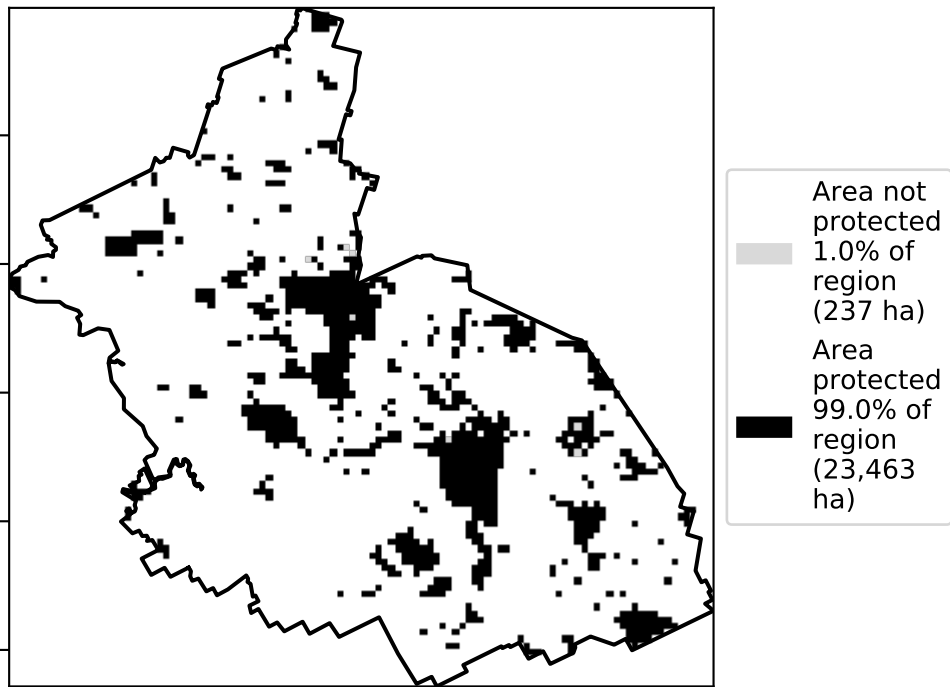 Area not
protected
1.0% of
region
(237 ha)
Area
protected
99.0% of
region
(23,463
ha)